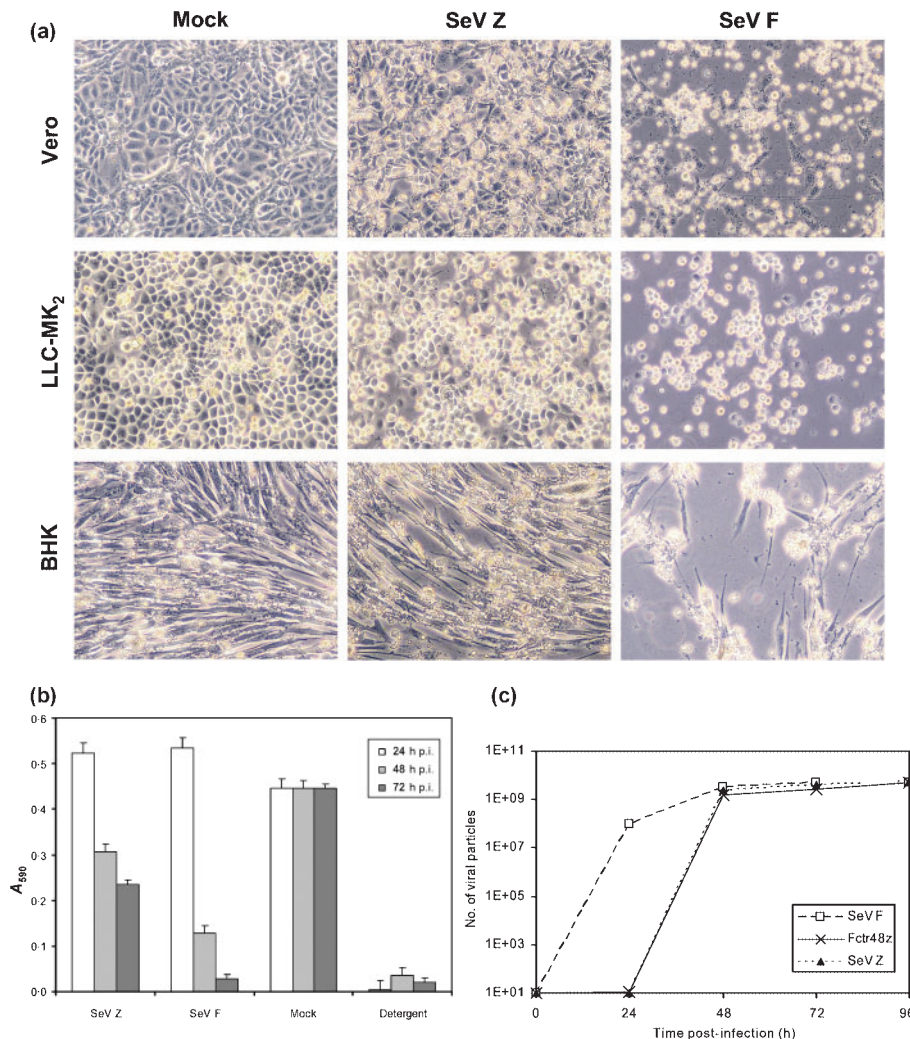 (a)
Mock SeV Z SeV F
Vero
LLC-MK₂
BHK
(b)
0·6
0·5
0·4
0·3
0·2
0·1
0·0
A₅₉₀
24 h p.i.
48 h p.i.
72 h p.i.
SeV Z SeV F Mock Detergent
(c)
1E+11
1E+09
1E+07
1E+05
1E+03
1E+01
No. of viral particles
SeV F
Fctr48z
SeV Z
0 24 48 72 96
Time post-infection (h)